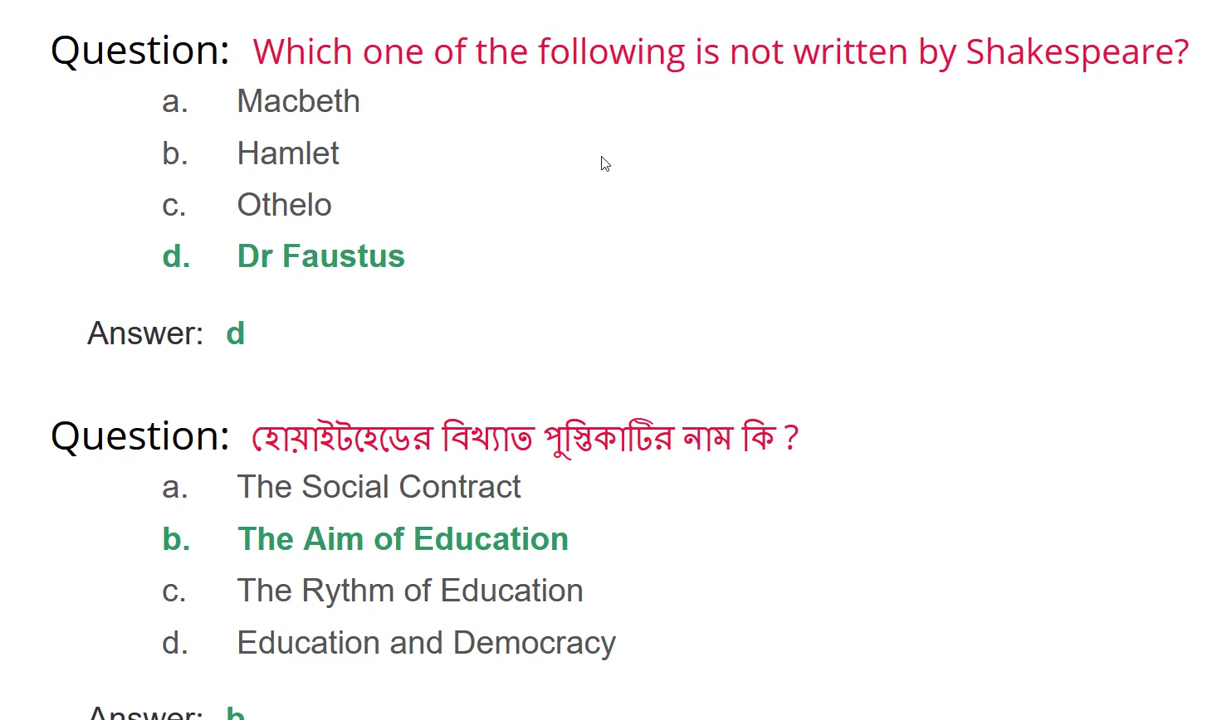 Question: Which one of the following is not written by Shakespeare?
a. Macbeth
b. Hamlet
c. Othelo
d. Dr Faustus
Answer: d
Question: হোয়াইটহেডের বিখ্যাত পুস্তিকাটির নাম কি ?
a. The Social Contract
b. The Aim of Education
c. The Rythm of Education
d. Education and Democracy
Answer: b